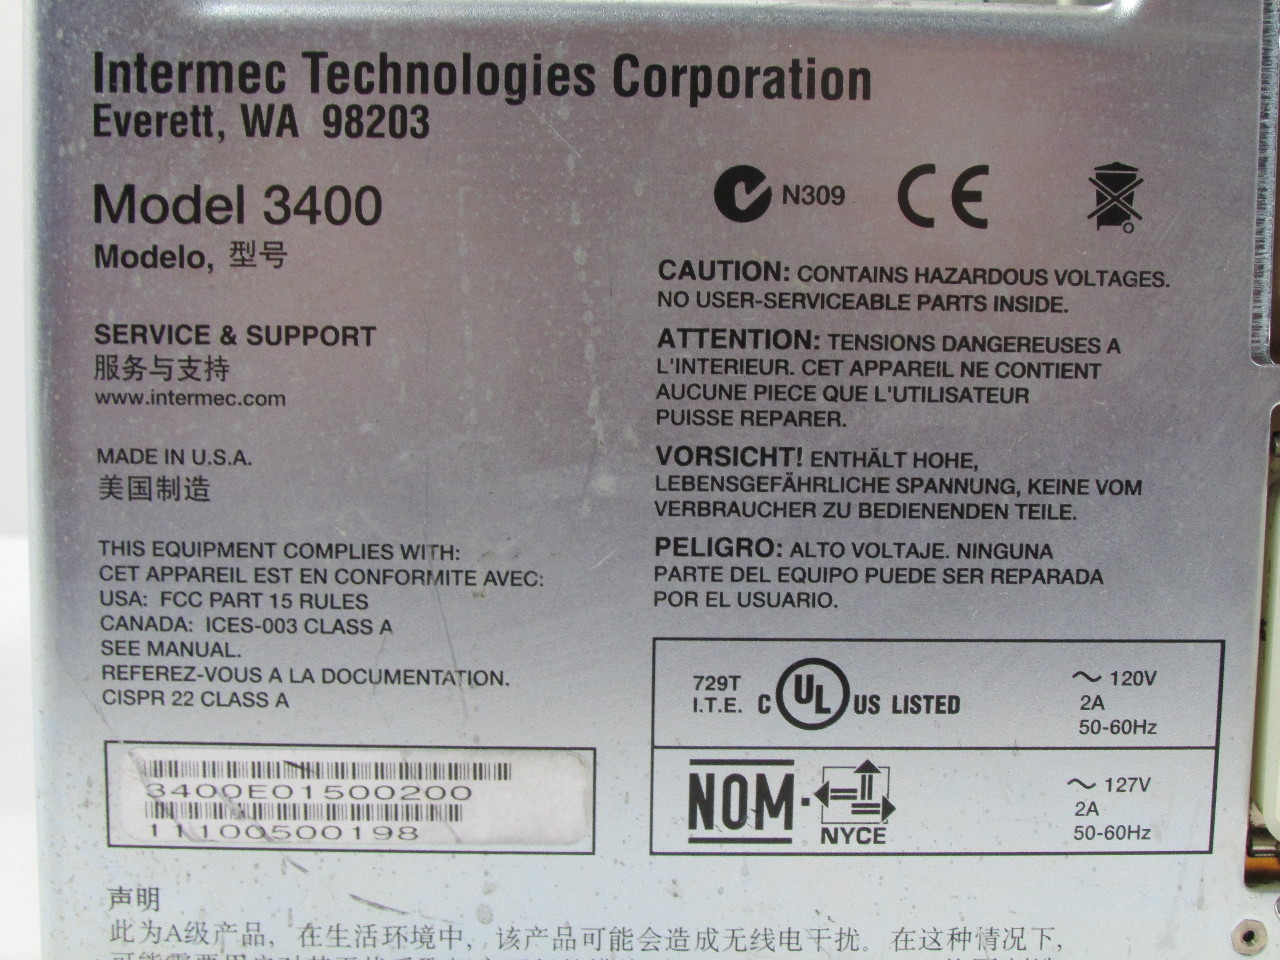 Intermec Technologies Corporation
Everett, WA 98203
Model 3400
Modelo, 型号
SERVICE & SUPPORT
服务与支持
www.intermec.com
MADE IN U.S.A.
美国制造
THIS EQUIPMENT COMPLIES WITH:
CET APPAREIL EST EN CONFORMITE AVEC:
USA: FCC PART 15 RULES
CANADA: ICES-003 CLASS A
SEE MANUAL.
REFEREZ-VOUS A LA DOCUMENTATION.
CISPR 22 CLASS A
3400E01500200
11100500198
N309
CE
CAUTION: CONTAINS HAZARDOUS VOLTAGES.
NO USER-SERVICEABLE PARTS INSIDE.
ATTENTION: TENSIONS DANGEREUSES A
L'INTERIEUR. CET APPAREIL NE CONTIENT
AUCUNE PIECE QUE L'UTILISATEUR
PUISSE REPARER.
VORSICHT! ENTHÄLT HOHE,
LEBENSGEFÄHRLICHE SPANNUNG, KEINE VOM
VERBRAUCHER ZU BEDIENENDEN TEILE.
PELIGRO: ALTO VOLTAJE. NINGUNA
PARTE DEL EQUIPO PUEDE SER REPARADA
POR EL USUARIO.
729T
I.T.E. C UL US LISTED
~ 120V
2A
50-60Hz
NOM
NYCE
~ 127V
2A
50-60Hz
声明
此为A级产品，在生活环境中，该产品可能会造成无线电干扰。在这种情况下，